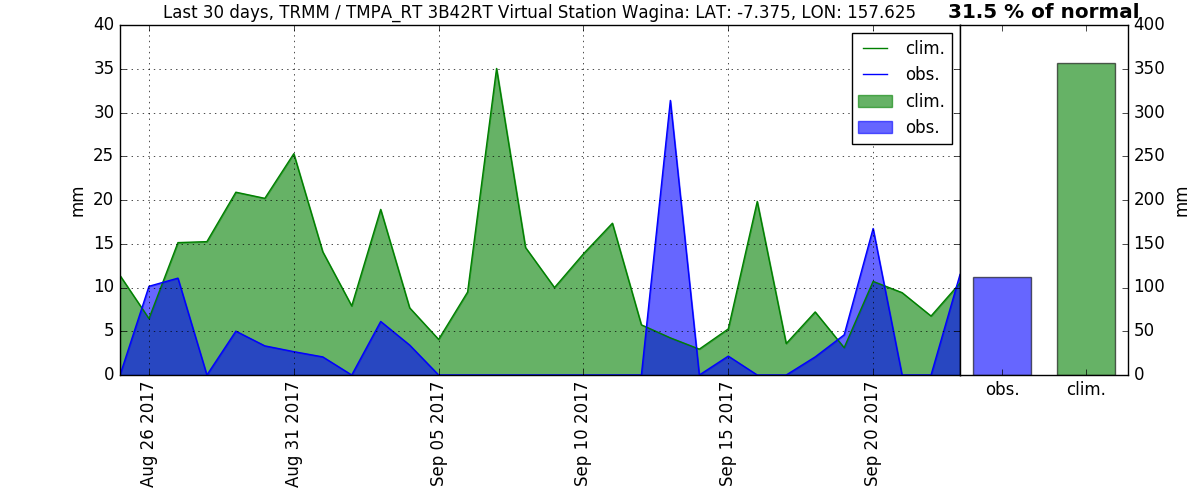 Last 30 days, TRMM / TMPA_RT 3B42RT Virtual Station Wagina: LAT: -7.375, LON: 157.625
31.5 % of normal
40
35
30
25
20
15
10
5
0
mm
clim.
obs.
clim.
obs.
400
350
300
250
200
150
100
50
0
mm
obs.
clim.
Aug 26 2017
Aug 31 2017
Sep 05 2017
Sep 10 2017
Sep 15 2017
Sep 20 2017